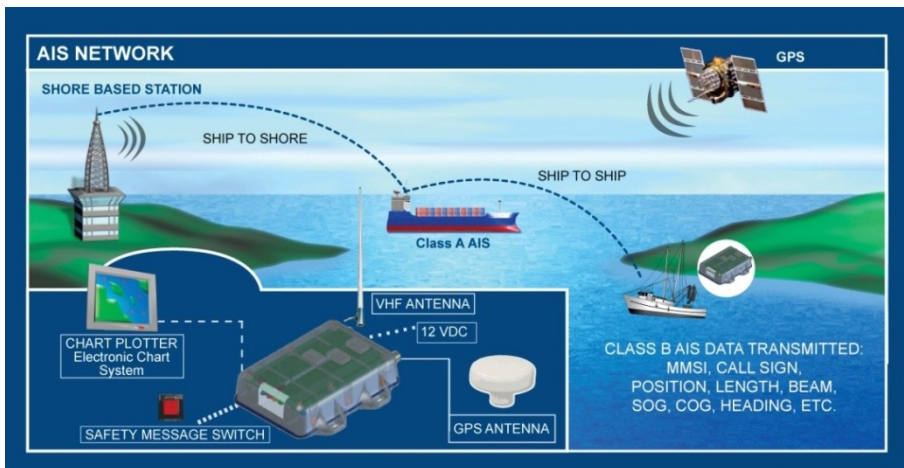 AIS NETWORK
GPS
SHORE BASED STATION
SHIP TO SHORE
SHIP TO SHIP
Class A AIS
VHF ANTENNA
12 VDC
CHART PLOTTER
Electronic Chart
System
SAFETY MESSAGE SWITCH
GPS ANTENNA
CLASS B AIS DATA TRANSMITTED:
MMSI, CALL SIGN,
POSITION, LENGTH, BEAM,
SOG, COG, HEADING, ETC.